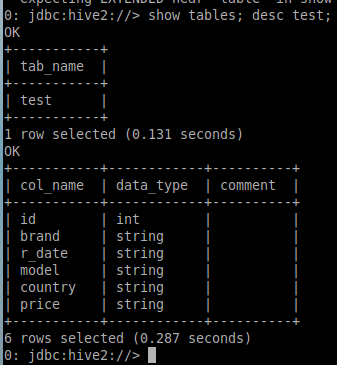 expecting EXTENDED near 'table' in show
0: jdbc:hive2://> show tables; desc test;
OK
+-----------+
| tab_name  |
+-----------+
| test      |
+-----------+
1 row selected (0.131 seconds)
OK
+-----------+------------+----------+
| col_name  | data_type  | comment  |
+-----------+------------+----------+
| id        | int        |          |
| brand     | string     |          |
| r_date    | string     |          |
| model     | string     |          |
| country   | string     |          |
| price     | string     |          |
+-----------+------------+----------+
6 rows selected (0.287 seconds)
0: jdbc:hive2://>